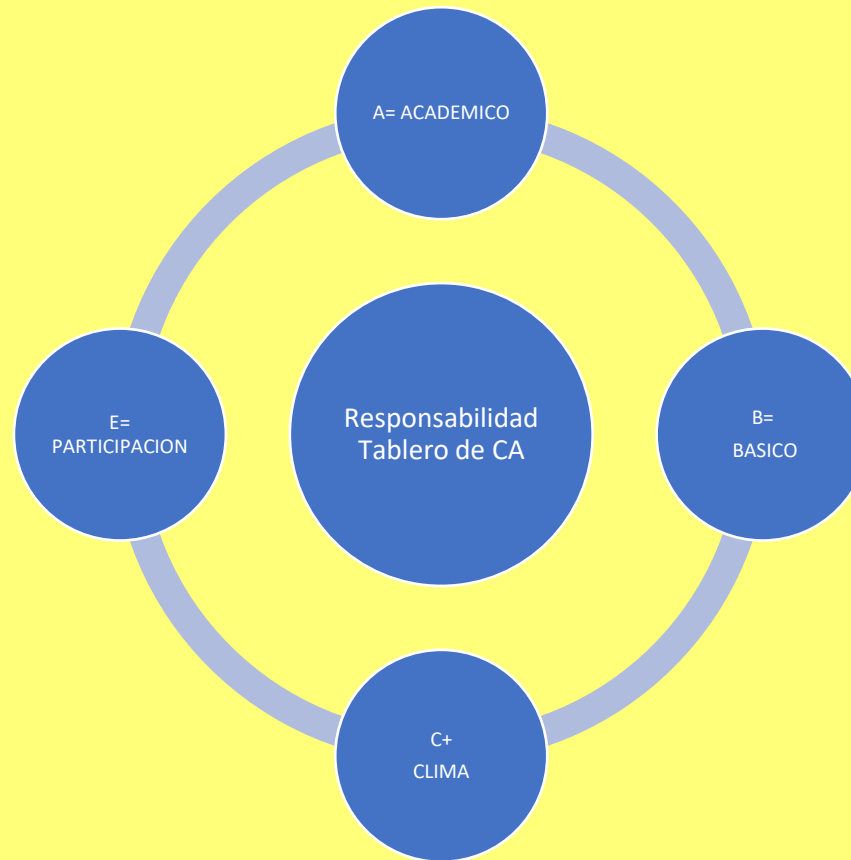 A= ACADEMICO
Responsabilidad
Tablero de CA
B=
BASICO
C+
CLIMA
E=
PARTICIPACION